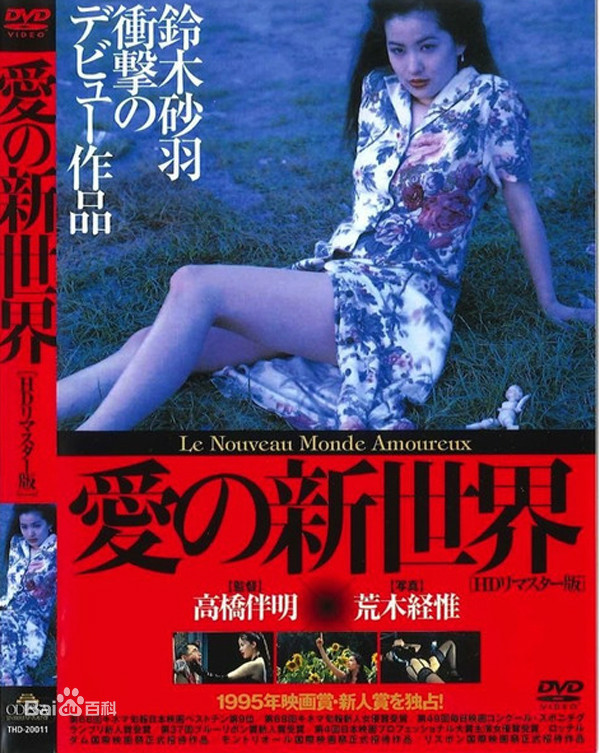 DVD
VIDEO
愛の新世界
[HDリマスター版]
鈴木砂羽
衝撃の
デビュー作品
Le Nouveau Monde Amoureux
愛の新世界
[HDリマスター版]
[監督]
高橋伴明
[写真]
荒木経惟
1995年映画賞・新人賞を独占!
DVD
VIDEO
Bai 百科
THD-20011